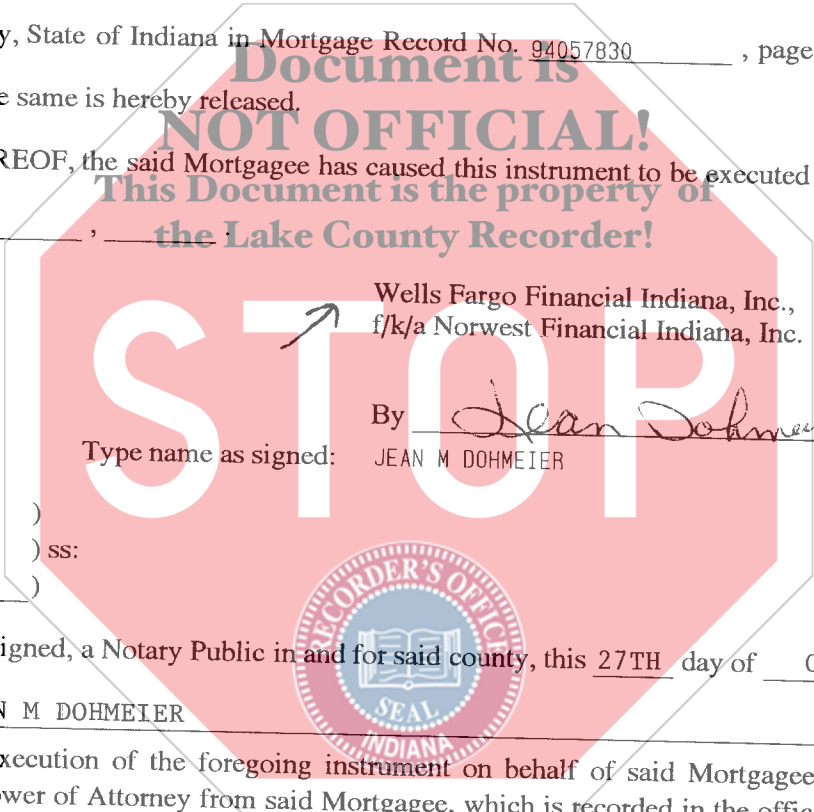 y, State of Indiana in Mortgage Record No. 94057830 , page
Document is
e same is hereby released.
NOT OFFICIAL!
REOF, the said Mortgagee has caused this instrument to be executed
This Document is the property of
the Lake County Recorder!
, .
Wells Fargo Financial Indiana, Inc.,
f/k/a Norwest Financial Indiana, Inc.
STOP
By Jean Dohmei
Type name as signed: JEAN M DOHMEIER
)
) ss:
)
RECORDER'S OFFICE
SEAL
INDIANA
igned, a Notary Public in and for said county, this 27TH day of
N M DOHMEIER
xecution of the foregoing instrument on behalf of said Mortgagee
ower of Attorney from said Mortgagee, which is recorded in the offic